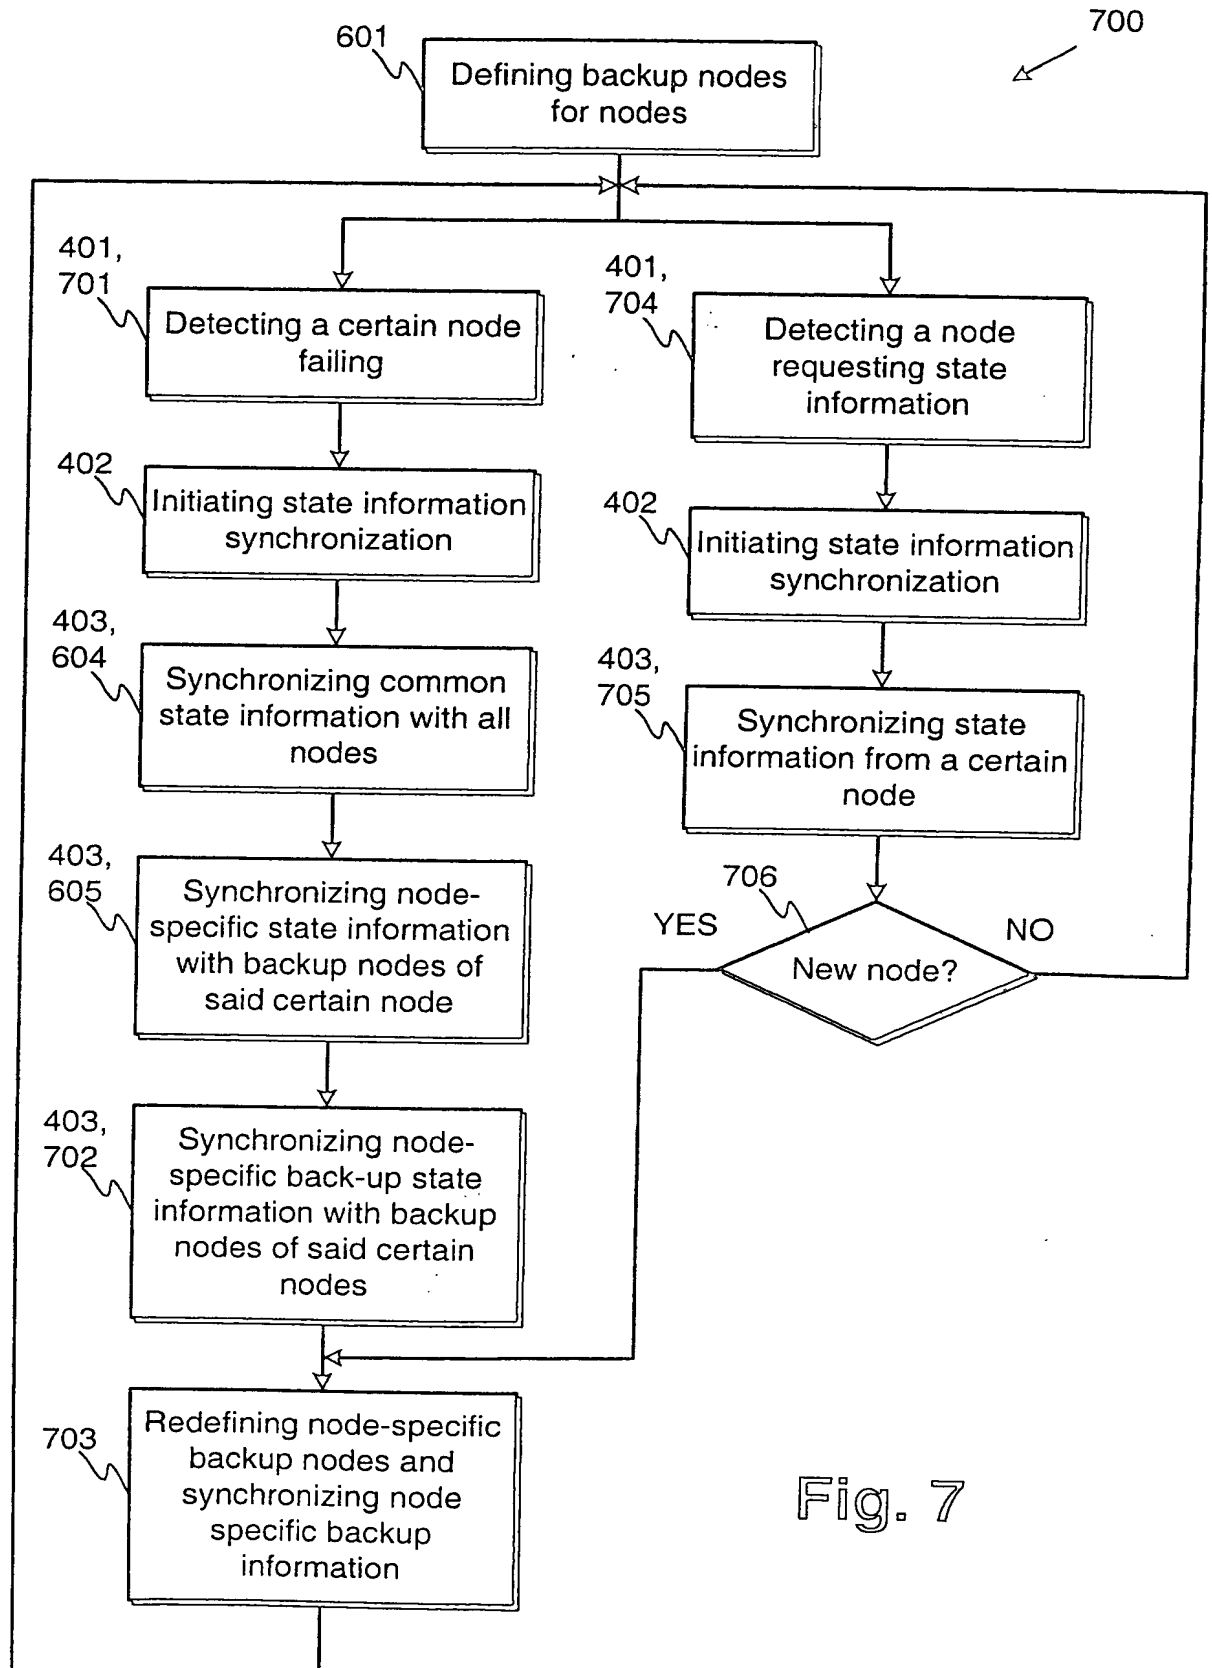 700
601
Defining backup nodes
for nodes
401,
701
Detecting a certain node
failing
402
Initiating state information
synchronization
403,
604
Synchronizing common
state information with all
nodes
403,
605
Synchronizing node-
specific state information
with backup nodes of
said certain node
403,
702
Synchronizing node-
specific back-up state
information with backup
nodes of said certain
nodes
703
Redefining node-specific
backup nodes and
synchronizing node
specific backup
information
401,
704
Detecting a node
requesting state
information
402
Initiating state information
synchronization
403,
705
Synchronizing state
information from a certain
node
706
YES
NO
New node?
Fig. 7